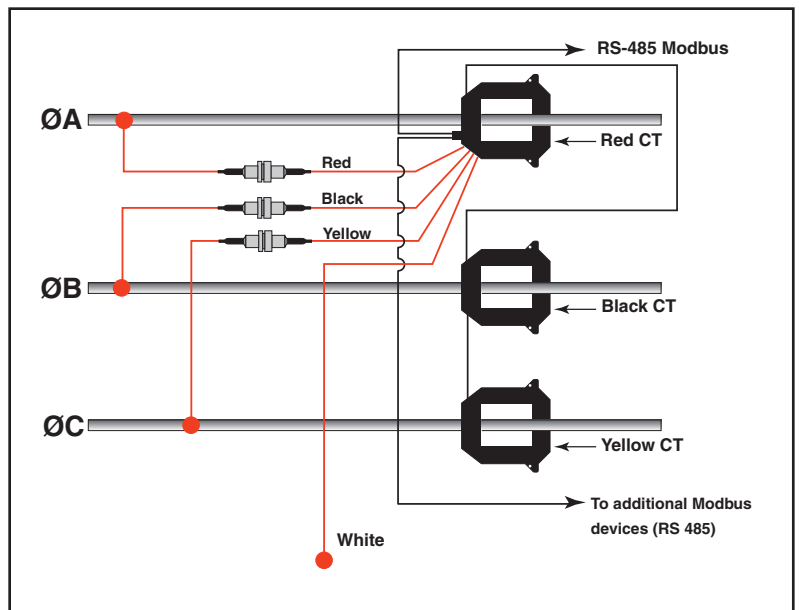 RS-485 Modbus
ØA
Red CT
Red
Black
Yellow
ØB
Black CT
ØC
Yellow CT
To additional Modbus
devices (RS 485)
White